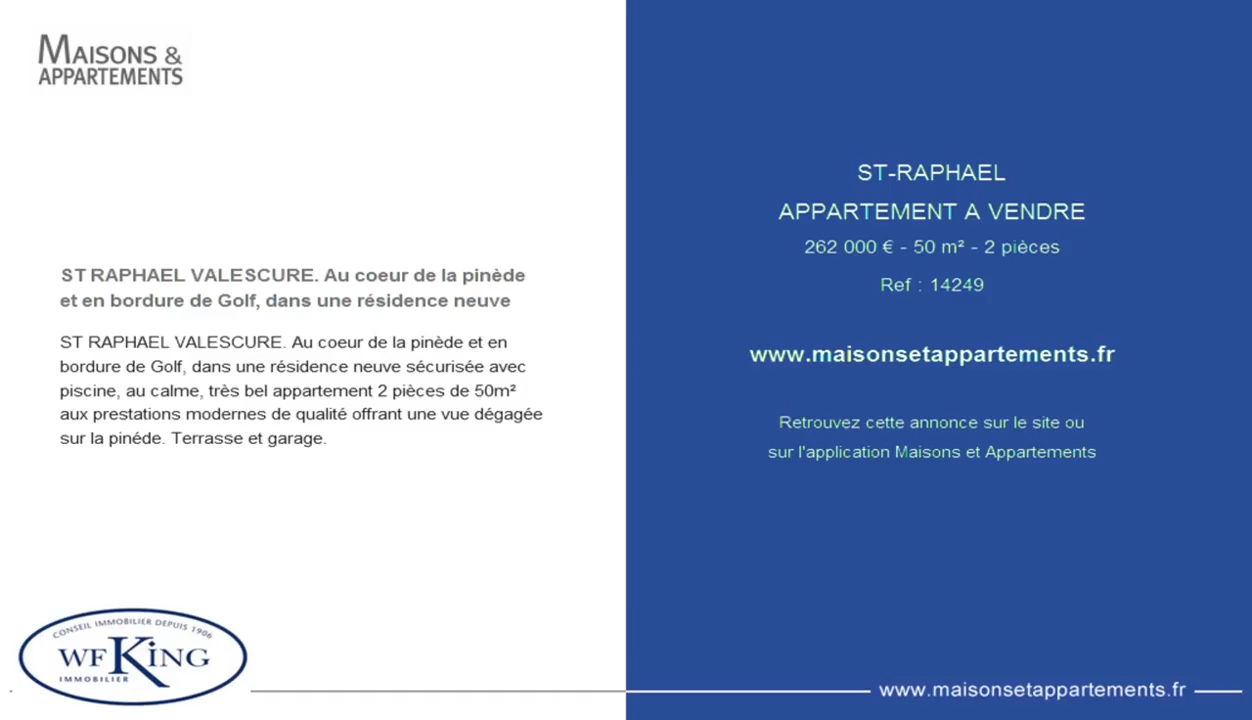 MAISONS &
APPARTEMENTS
ST RAPHAEL VALESCURE. Au coeur de la pinède
et en bordure de Golf, dans une résidence neuve
ST RAPHAEL VALESCURE. Au coeur de la pinède et en
bordure de Golf, dans une résidence neuve sécurisée avec
piscine, au calme, très bel appartement 2 pièces de 50m²
aux prestations modernes de qualité offrant une vue dégagée
sur la pinéde. Terrasse et garage.
CONSEIL IMMOBILIER DEPUIS 1906
WF KING
IMMOBILIER
ST-RAPHAEL
APPARTEMENT A VENDRE
262 000 € - 50 m² - 2 pièces
Ref : 14249
www.maisonsetappartements.fr
Retrouvez cette annonce sur le site ou
sur l'application Maisons et Appartements
www.maisonsetappartements.fr